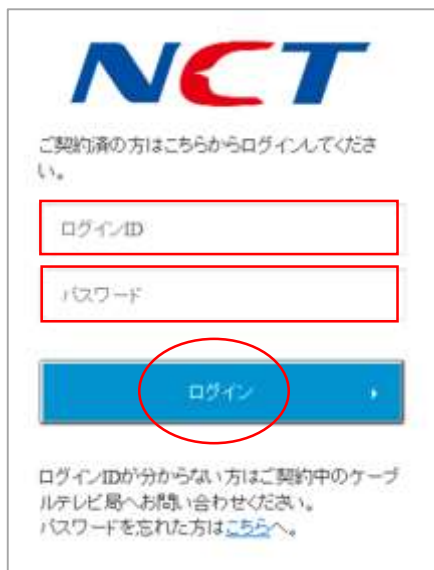 NCT
ご契約済の方はこちらからログインしてくださ
い。
ログインID
パスワード
ログイン
ログインIDが分からない方はご契約中のケーブ
ルテレビ局へお問い合わせください。
パスワードを忘れた方はこちらへ。